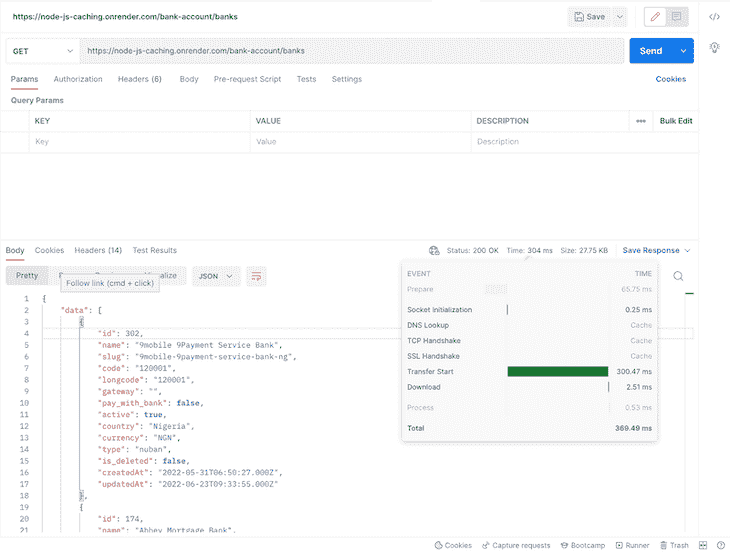 https://node-js-caching.onrender.com/bank-account/banks Save
GET https://node-js-caching.onrender.com/bank-account/banks Send
Params Authorization Headers (6) Body Pre-request Script Tests Settings Cookies
Query Params
KEY VALUE DESCRIPTION ••• Bulk Edit
Key Value Description
Body Cookies Headers (14) Test Results Status: 200 OK Time: 304 ms Size: 27.75 KB Save Response
Pretty JSON
Follow link (cmd + click)
EVENT TIME
Prepare 65.75 ms
Socket Initialization 0.25 ms
DNS Lookup Cache
TCP Handshake Cache
SSL Handshake Cache
Transfer Start 300.47 ms
Download 2.51 ms
Process 0.53 ms
Total 369.49 ms
1 {
2 "data": [
3 {
4 "id": 302,
5 "name": "9mobile 9Payment Service Bank",
6 "slug": "9mobile-9payment-service-bank-ng",
7 "code": "120001",
8 "longcode": "120001",
9 "gateway": "",
10 "pay_with_bank": false,
11 "active": true,
12 "country": "Nigeria",
13 "currency": "NGN",
14 "type": "nuban",
15 "is_deleted": false,
16 "createdAt": "2022-05-31T06:50:27.000Z",
17 "updatedAt": "2022-06-23T09:33:55.000Z"
18 },
19 {
20 "id": 174,
21 "name": "Abbey Mortgage Bank",
Cookies Capture requests Bootcamp Runner Trash